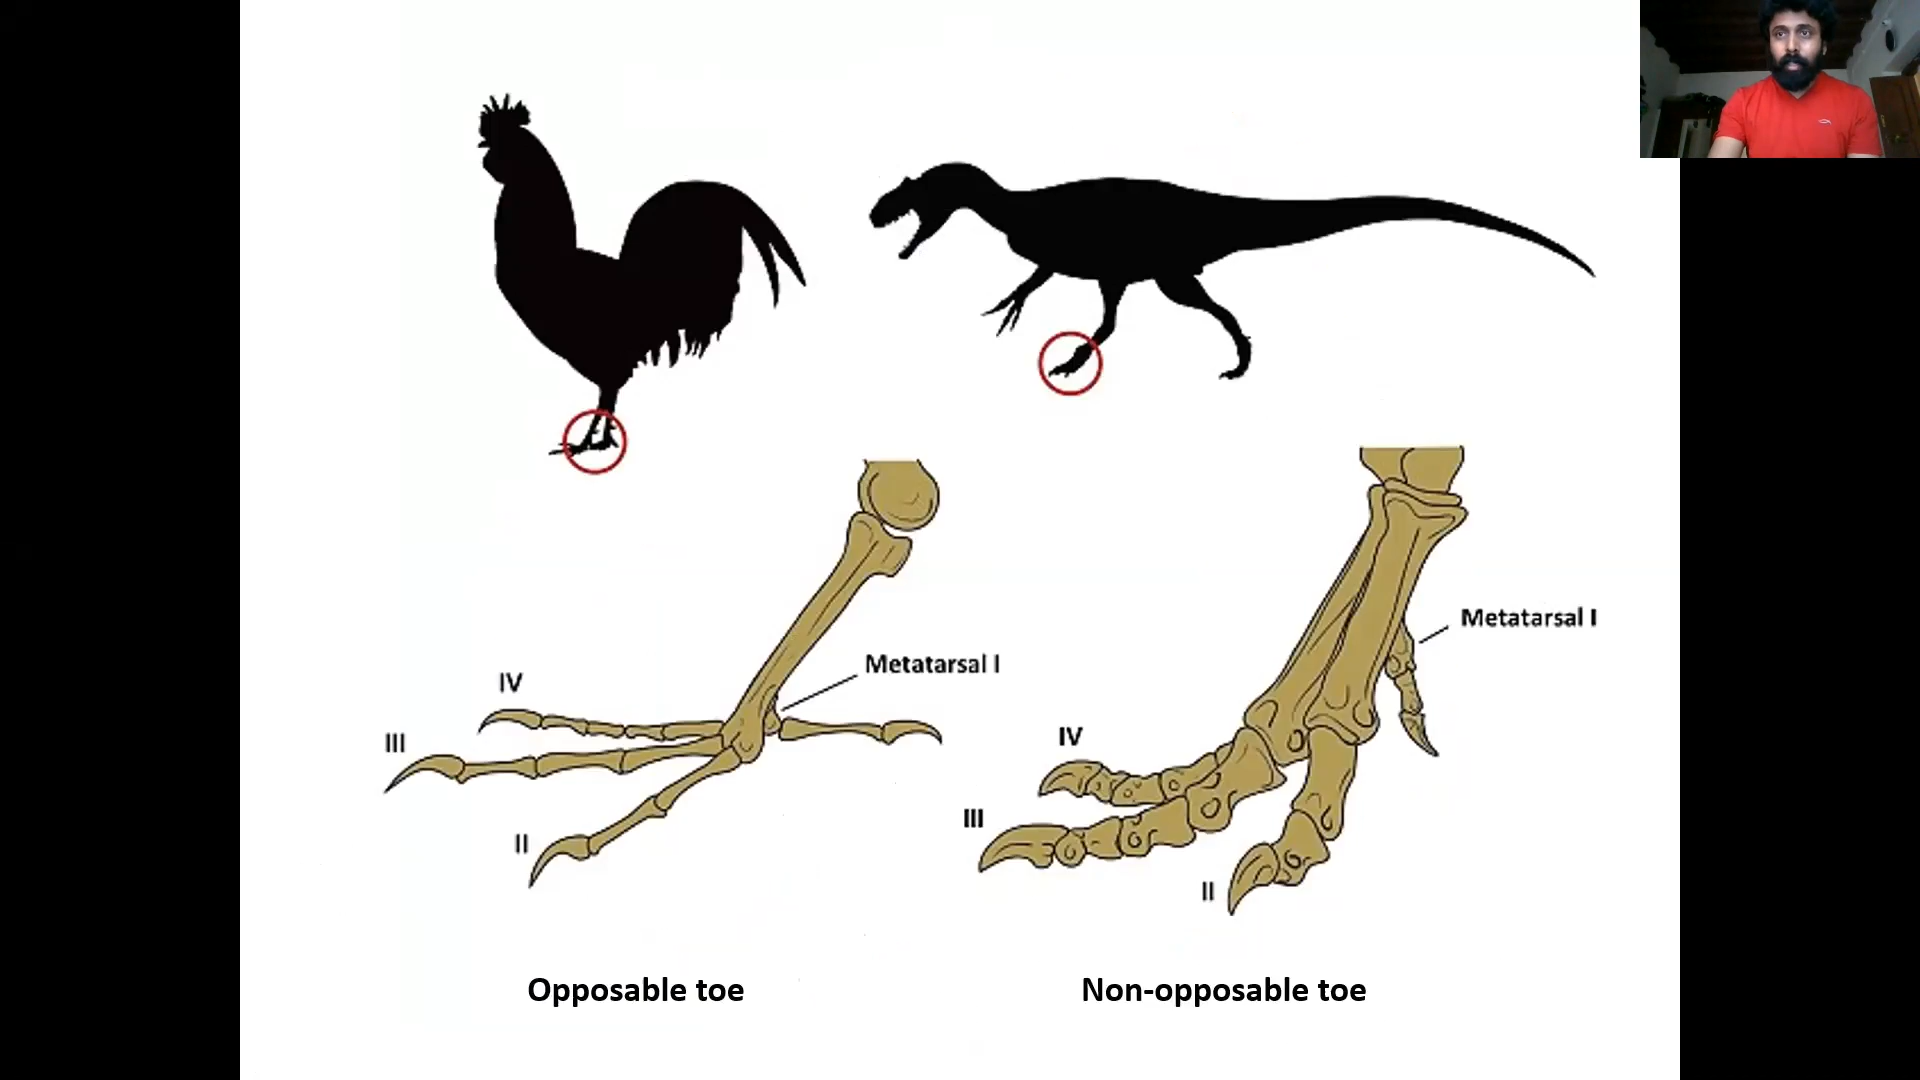 Metatarsal I
Metatarsal I
IV
III
II
IV
III
II
Opposable toe
Non-opposable toe